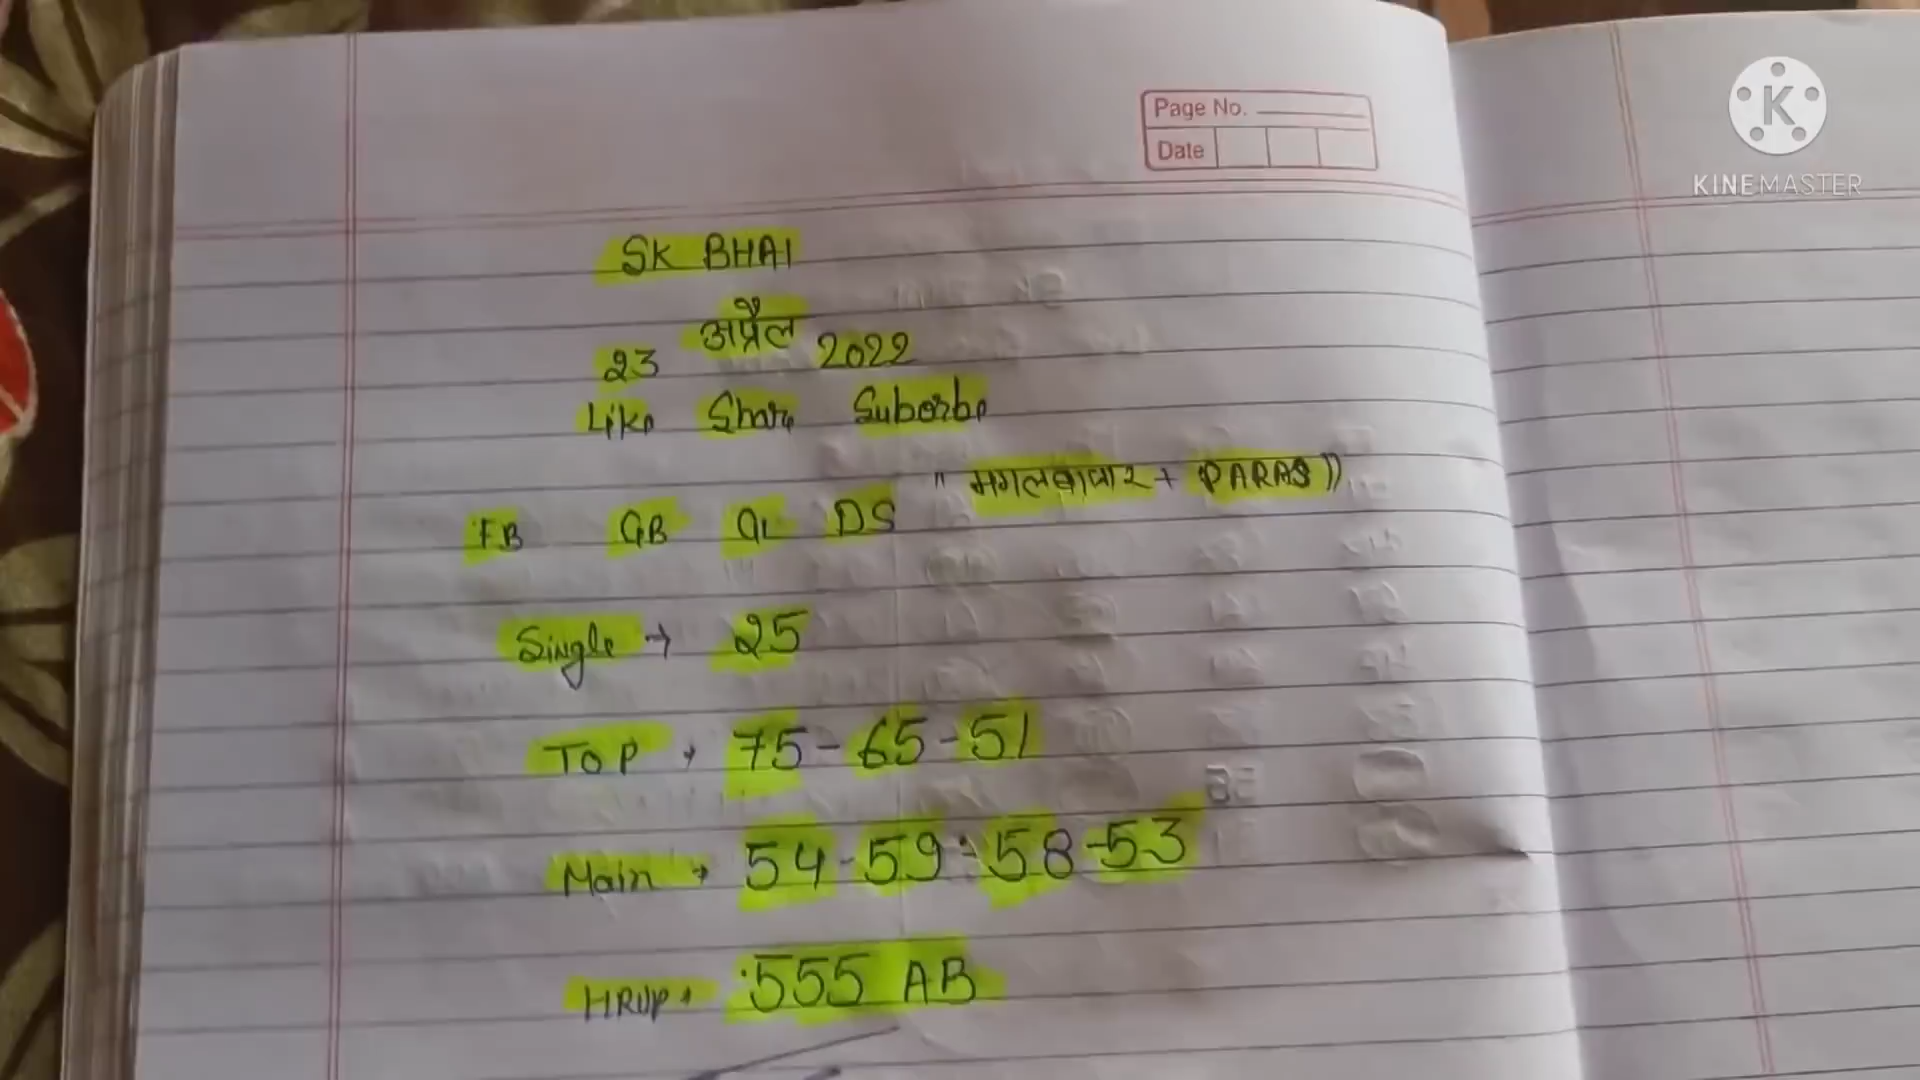 Page No.
Date
K
KINEMASTER
SK BHAI
23 अप्रैल 2022
Like Share Suborbe
"मगलबाजार + PARAS"
FB GB GL DS
Single → 25
TOP → 75-65-51
Main → 54-59-58-53
HRUP → 555 AB